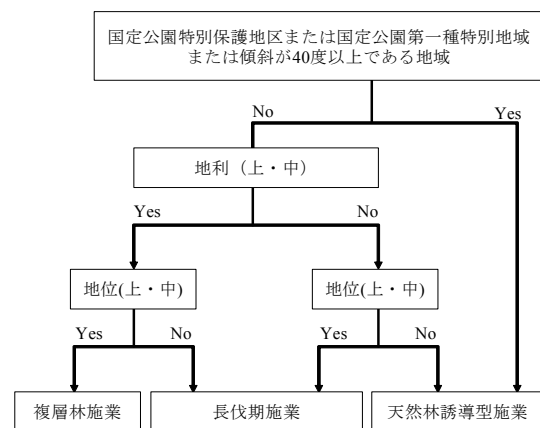 国定公園特別保護地区または国定公園第一種特別地域
または傾斜が40度以上である地域
No
Yes
地利（上・中）
Yes
No
地位(上・中)
地位(上・中)
Yes
No
Yes
No
複層林施業
長伐期施業
天然林誘導型施業